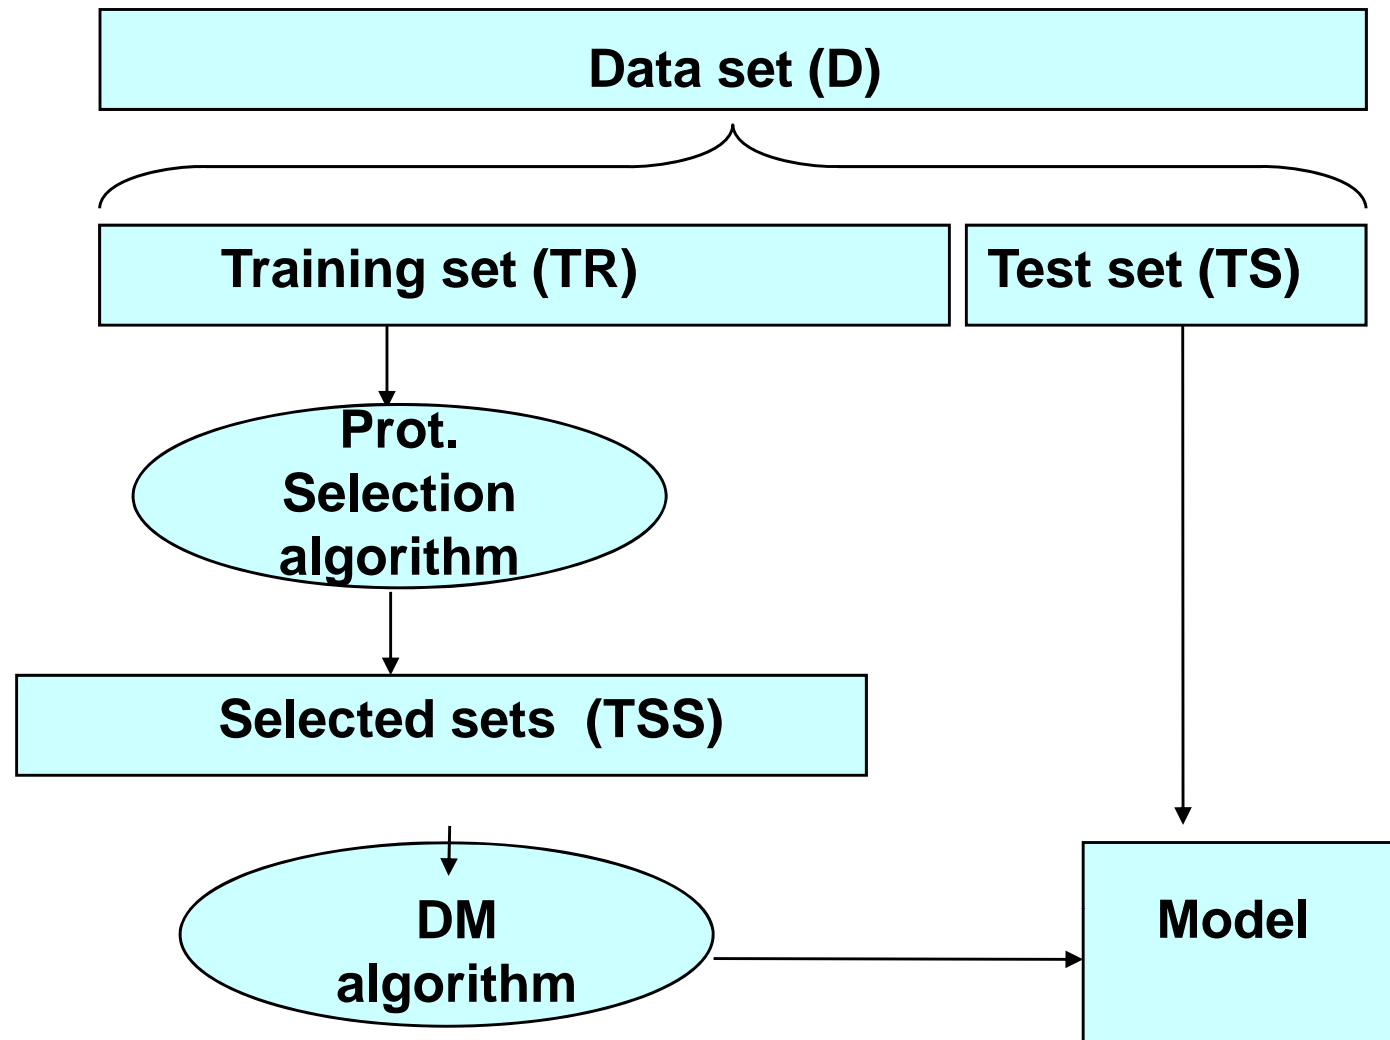 Data set (D)
Training set (TR)
Test set (TS)
Prot.
Selection
algorithm
Selected sets (TSS)
DM
algorithm
Model